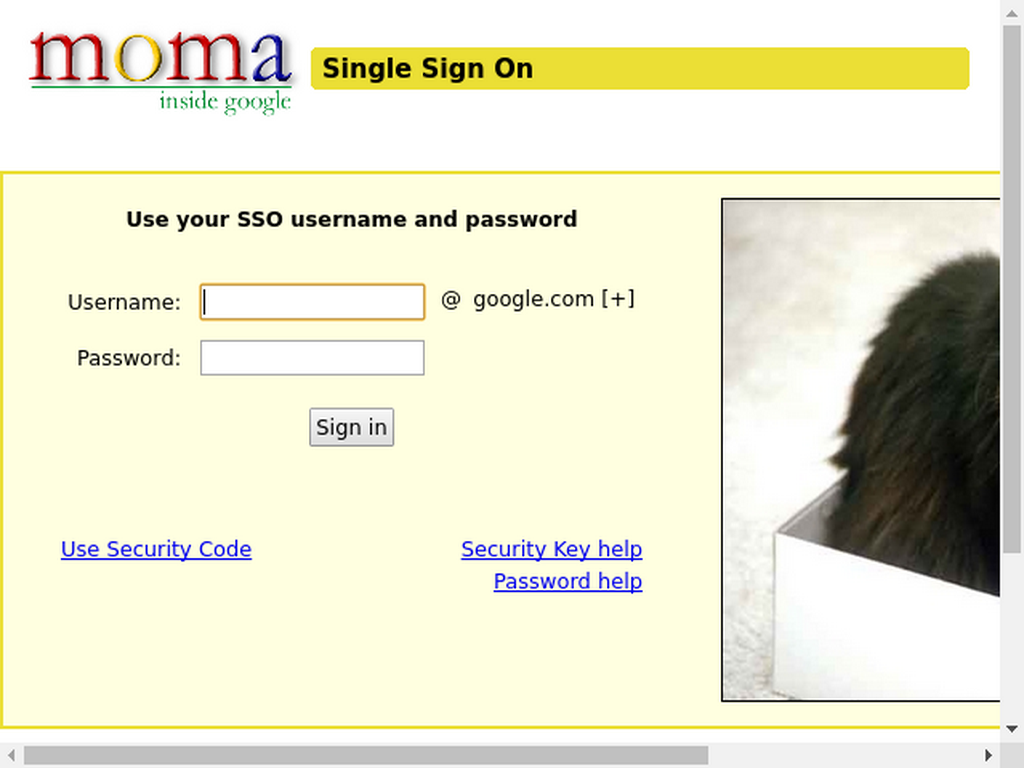 moma
inside google
Single Sign On
Use your SSO username and password
Username:
@ google.com [+]
Password:
Sign in
Use Security Code
Security Key help
Password help